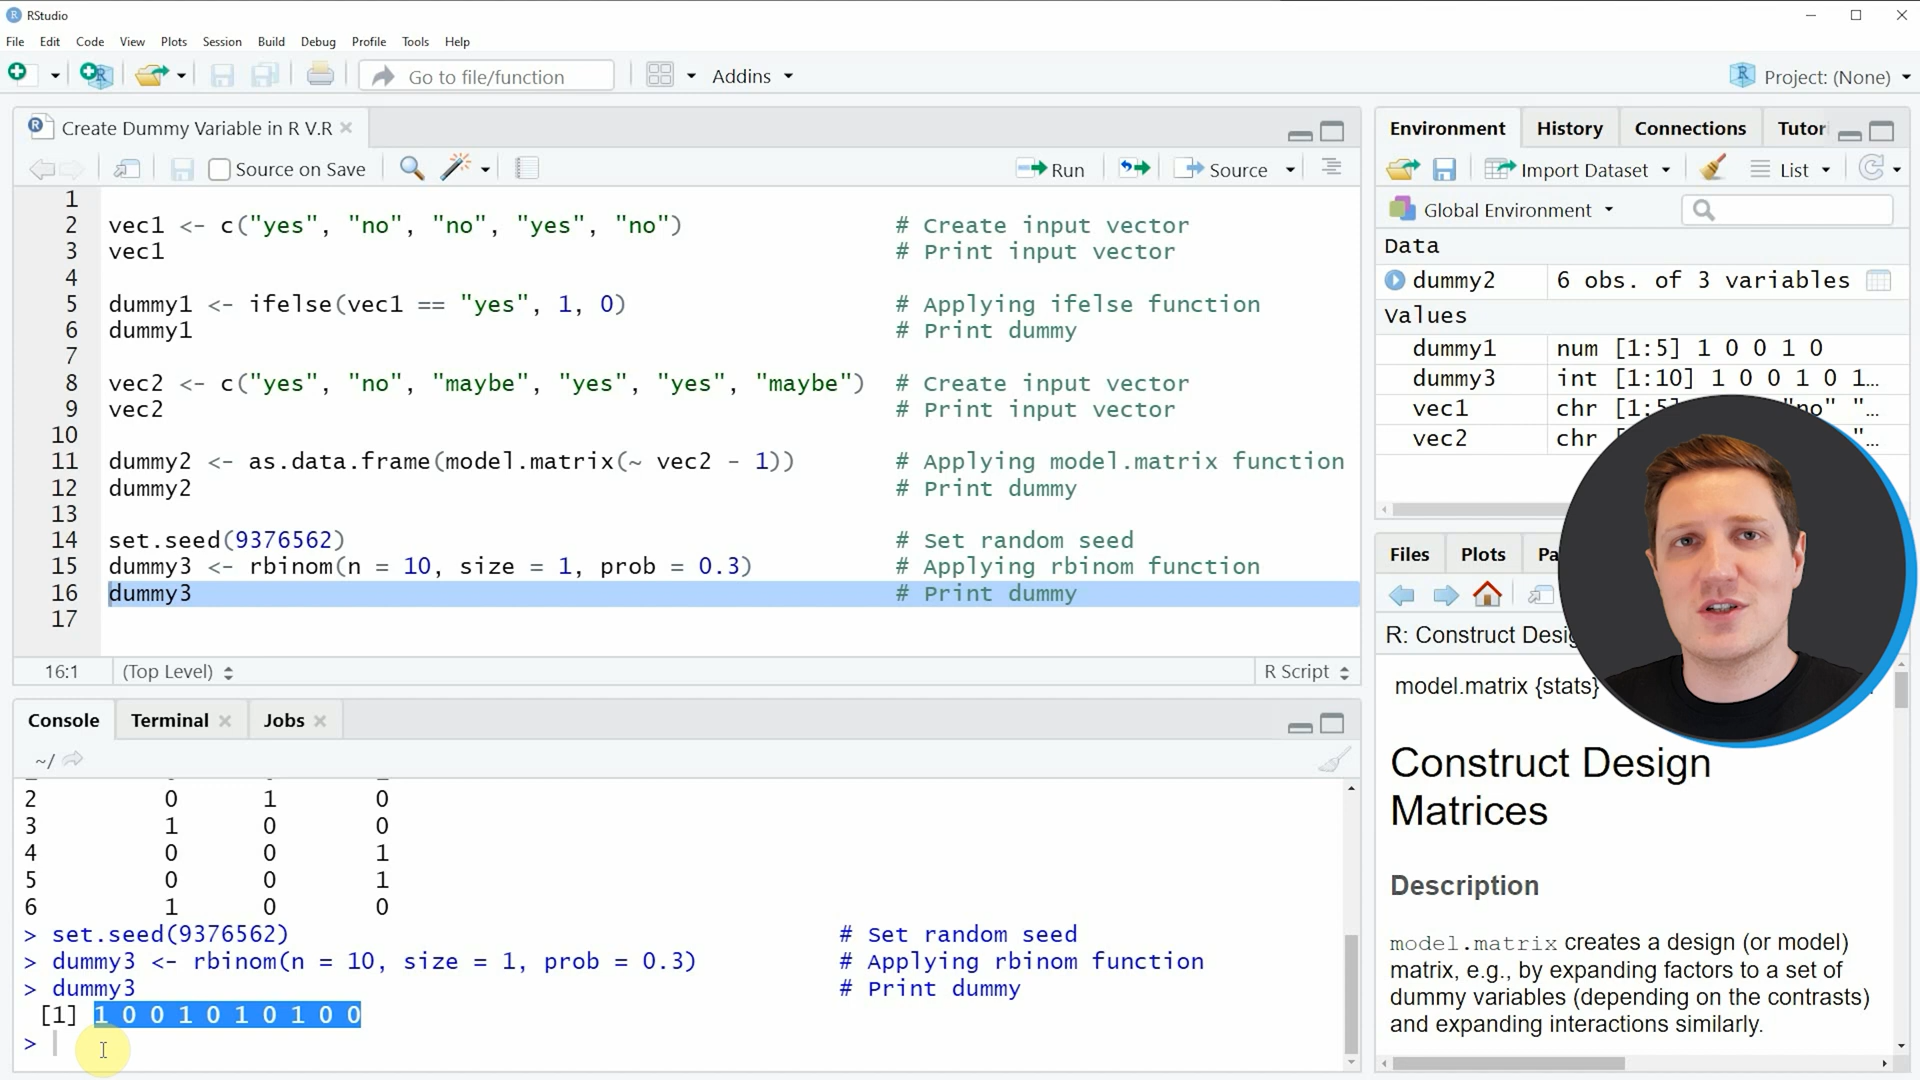 RStudio
File Edit Code View Plots Session Build Debug Profile Tools Help
Go to file/function Addins Project: (None)
Create Dummy Variable in R V.R
Source on Save Run Source
1
2 vec1 <- c("yes", "no", "no", "yes", "no") # Create input vector
3 vec1 # Print input vector
4
5 dummy1 <- ifelse(vec1 == "yes", 1, 0) # Applying ifelse function
6 dummy1 # Print dummy
7
8 vec2 <- c("yes", "no", "maybe", "yes", "yes", "maybe") # Create input vector
9 vec2 # Print input vector
10
11 dummy2 <- as.data.frame(model.matrix(~ vec2 - 1)) # Applying model.matrix function
12 dummy2 # Print dummy
13
14 set.seed(9376562) # Set random seed
15 dummy3 <- rbinom(n = 10, size = 1, prob = 0.3) # Applying rbinom function
16 dummy3 # Print dummy
17
16:1 (Top Level) R Script
Console Terminal Jobs
~/
2 0 1 0
3 1 0 0
4 0 0 1
5 0 0 1
6 1 0 0
> set.seed(9376562) # Set random seed
> dummy3 <- rbinom(n = 10, size = 1, prob = 0.3) # Applying rbinom function
> dummy3 # Print dummy
[1] 1 0 0 1 0 1 0 1 0 0
>
Environment History Connections Tutor
Import Dataset List
Global Environment
Data
dummy2 6 obs. of 3 variables
Values
dummy1 num [1:5] 1 0 0 1 0
dummy3 int [1:10] 1 0 0 1 0 1...
vec1 chr [1:5 "no" "...
vec2 chr "...
Files Plots Pa
R: Construct Desig
model.matrix {stats}
Construct Design
Matrices
Description
model.matrix creates a design (or model)
matrix, e.g., by expanding factors to a set of
dummy variables (depending on the contrasts)
and expanding interactions similarly.